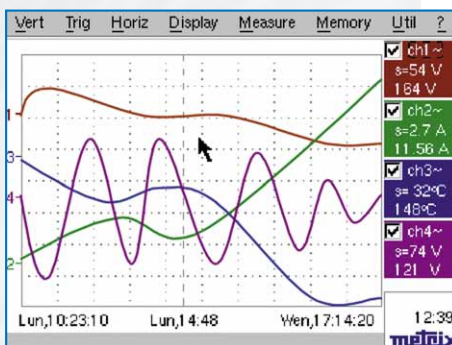 Vert Trig Horiz Display Measure Memory Util ?
ch1~
s=54 V
164 V
ch2~
s=2.7 A
11.56 A
ch3~
s= 32°C
148°C
ch4~
s=74 V
121 V
1
3
4
2
Lun,10:23:10 Lun,14:48 Wen,17:14:20
12:39
metrix